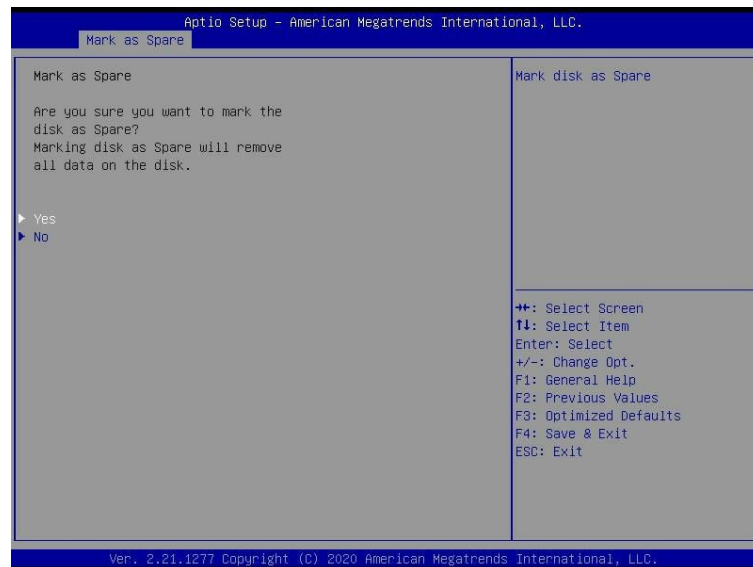 Aptio Setup – American Megatrends International, LLC.
Mark as Spare
Mark as Spare
Are you sure you want to mark the
disk as Spare?
Marking disk as Spare will remove
all data on the disk.
Yes
No
Mark disk as Spare
→←: Select Screen
↑↓: Select Item
Enter: Select
+/-: Change Opt.
F1: General Help
F2: Previous Values
F3: Optimized Defaults
F4: Save & Exit
ESC: Exit
Ver. 2.21.1277 Copyright (C) 2020 American Megatrends International, LLC.